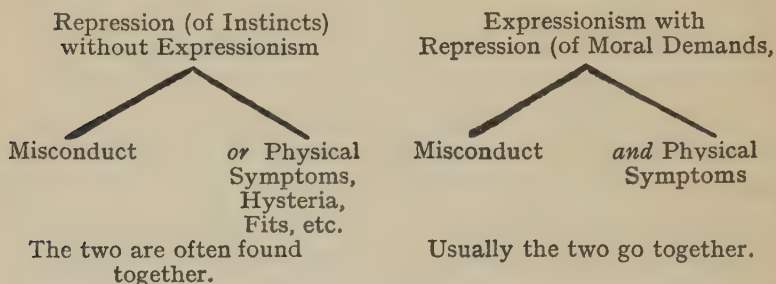 Repression (of Instincts)
without Expressionism
Misconduct
or Physical
Symptoms,
Hysteria,
Fits, etc.
The two are often found
together.
Expressionism with
Repression (of Moral Demands,
Misconduct
and Physical
Symptoms
Usually the two go together.